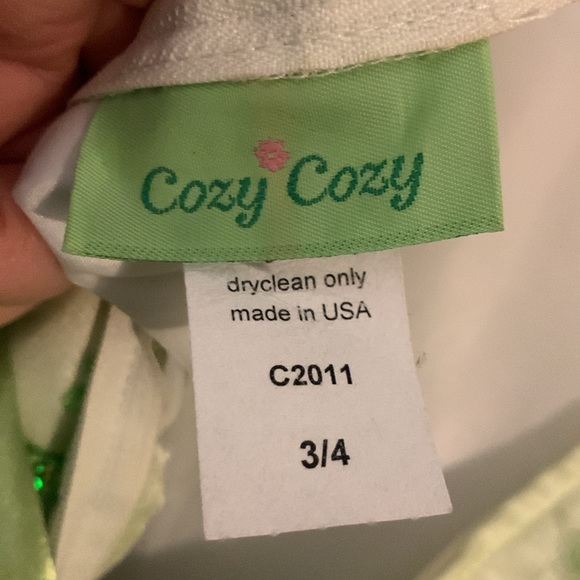 Cozy Cozy
dryclean only
made in USA
C2011
3/4